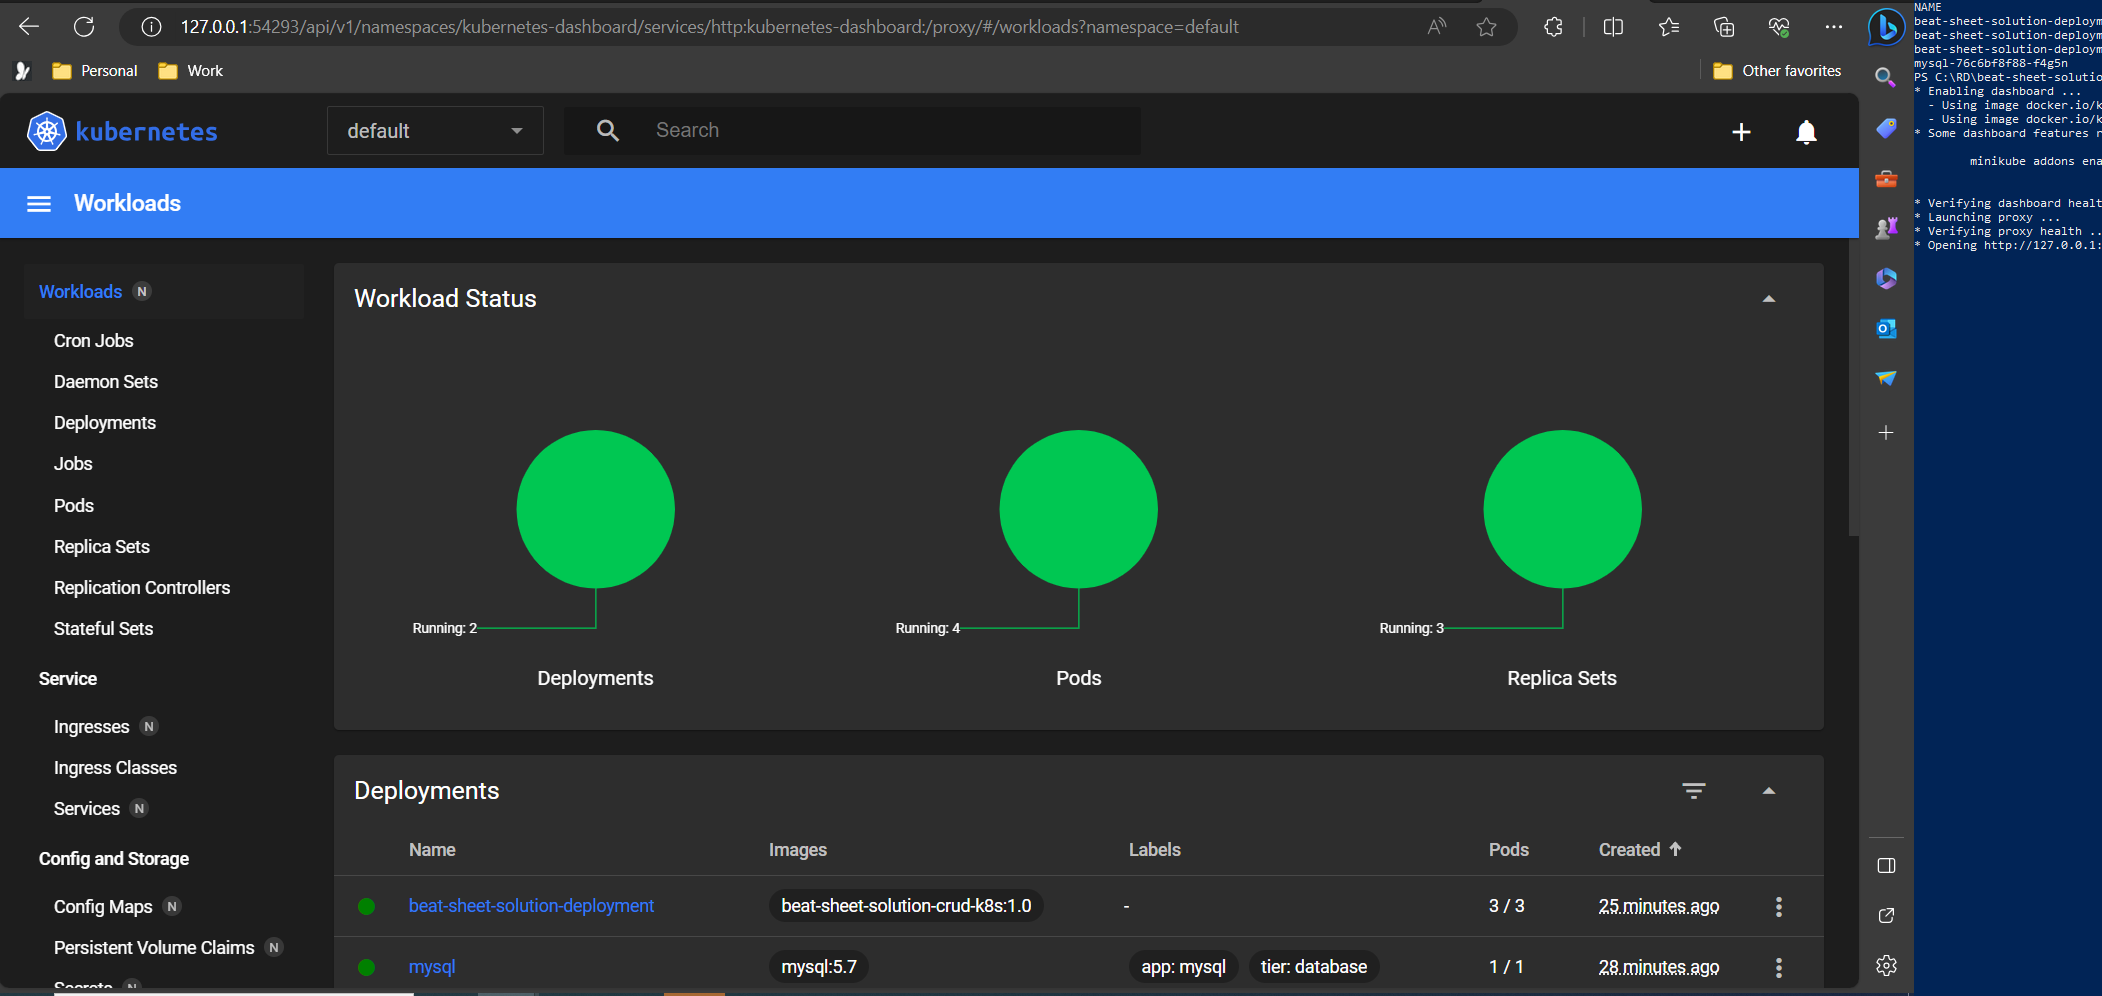 127.0.0.1:54293/api/v1/namespaces/kubernetes-dashboard/services/http:kubernetes-dashboard:/proxy/#/workloads?namespace=default
Personal
Work
Other favorites
kubernetes
default
Search
Workloads
Workloads N
Cron Jobs
Daemon Sets
Deployments
Jobs
Pods
Replica Sets
Replication Controllers
Stateful Sets
Service
Ingresses N
Ingress Classes
Services N
Config and Storage
Config Maps N
Persistent Volume Claims N
Secrets N
Workload Status
Running: 2
Deployments
Running: 4
Pods
Running: 3
Replica Sets
Deployments
Name Images Labels Pods Created
beat-sheet-solution-deployment beat-sheet-solution-crud-k8s:1.0 - 3 / 3 25 minutes ago
mysql mysql:5.7 app: mysql tier: database 1 / 1 28 minutes ago
NAME
beat-sheet-solution-deploym
beat-sheet-solution-deploym
beat-sheet-solution-deploym
mysql-76c6bf8f88-f4g5n
PS C:\RD\beat-sheet-solutio
* Enabling dashboard ...
- Using image docker.io/k
- Using image docker.io/k
* Some dashboard features r
minikube addons ena
* Verifying dashboard healt
* Launching proxy ...
* Verifying proxy health ..
* Opening http://127.0.0.1: